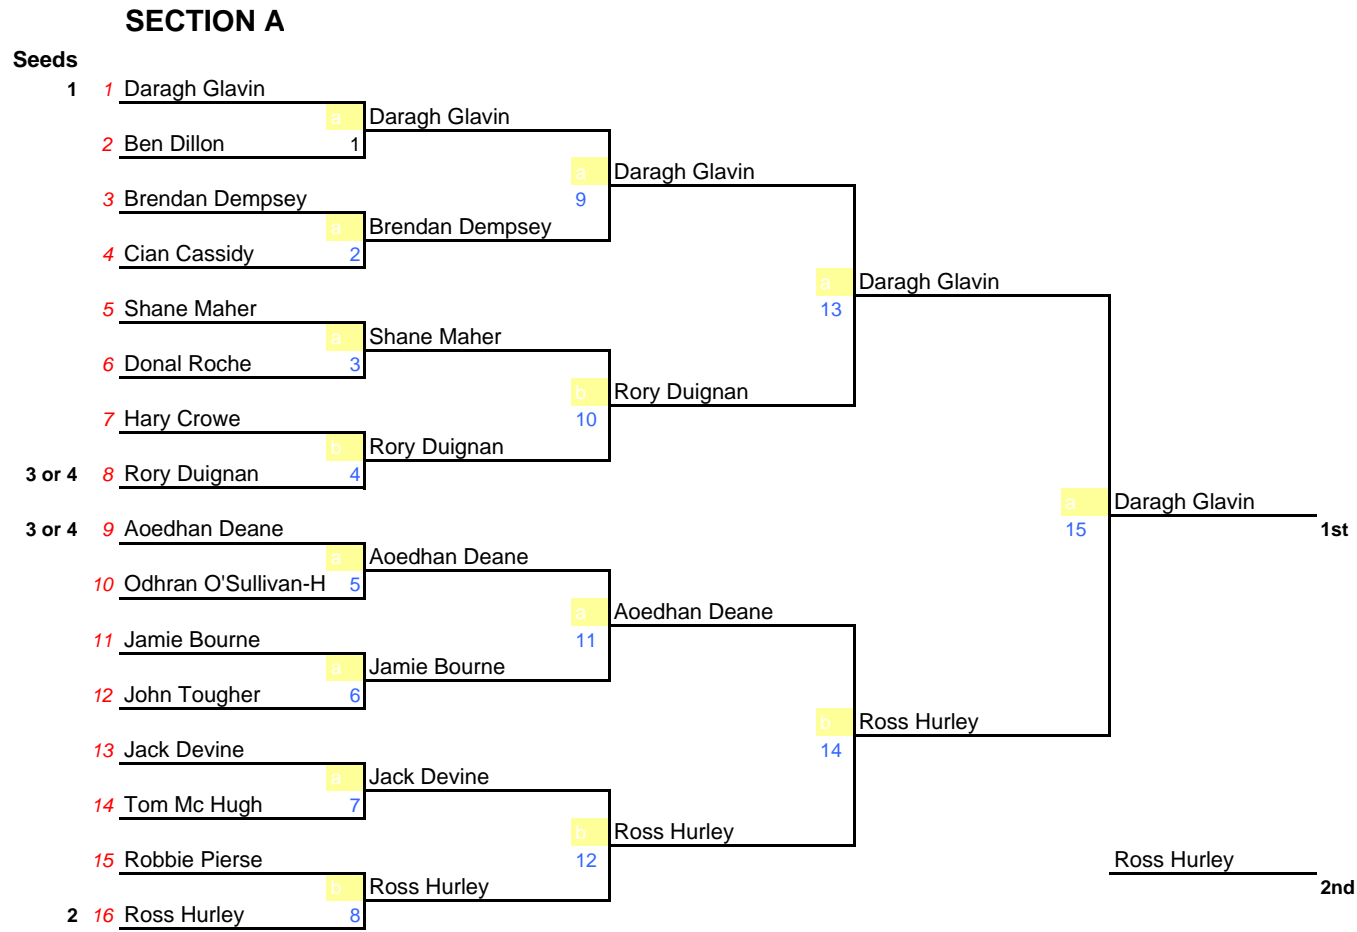 SECTION A
Seeds
1 1 Daragh Glavin
a Daragh Glavin
2 Ben Dillon 1
a Daragh Glavin
3 Brendan Dempsey 9
a Brendan Dempsey
4 Cian Cassidy 2
a Daragh Glavin
5 Shane Maher 13
a Shane Maher
6 Donal Roche 3
b Rory Duignan
7 Hary Crowe 10
b Rory Duignan
3 or 4 8 Rory Duignan 4
a Daragh Glavin
3 or 4 9 Aoedhan Deane 15 1st
a Aoedhan Deane
10 Odhran O'Sullivan-H 5
a Aoedhan Deane
11 Jamie Bourne 11
a Jamie Bourne
12 John Tougher 6
b Ross Hurley
13 Jack Devine 14
a Jack Devine
14 Tom Mc Hugh 7
b Ross Hurley
15 Robbie Pierse 12 Ross Hurley
b Ross Hurley 2nd
2 16 Ross Hurley 8